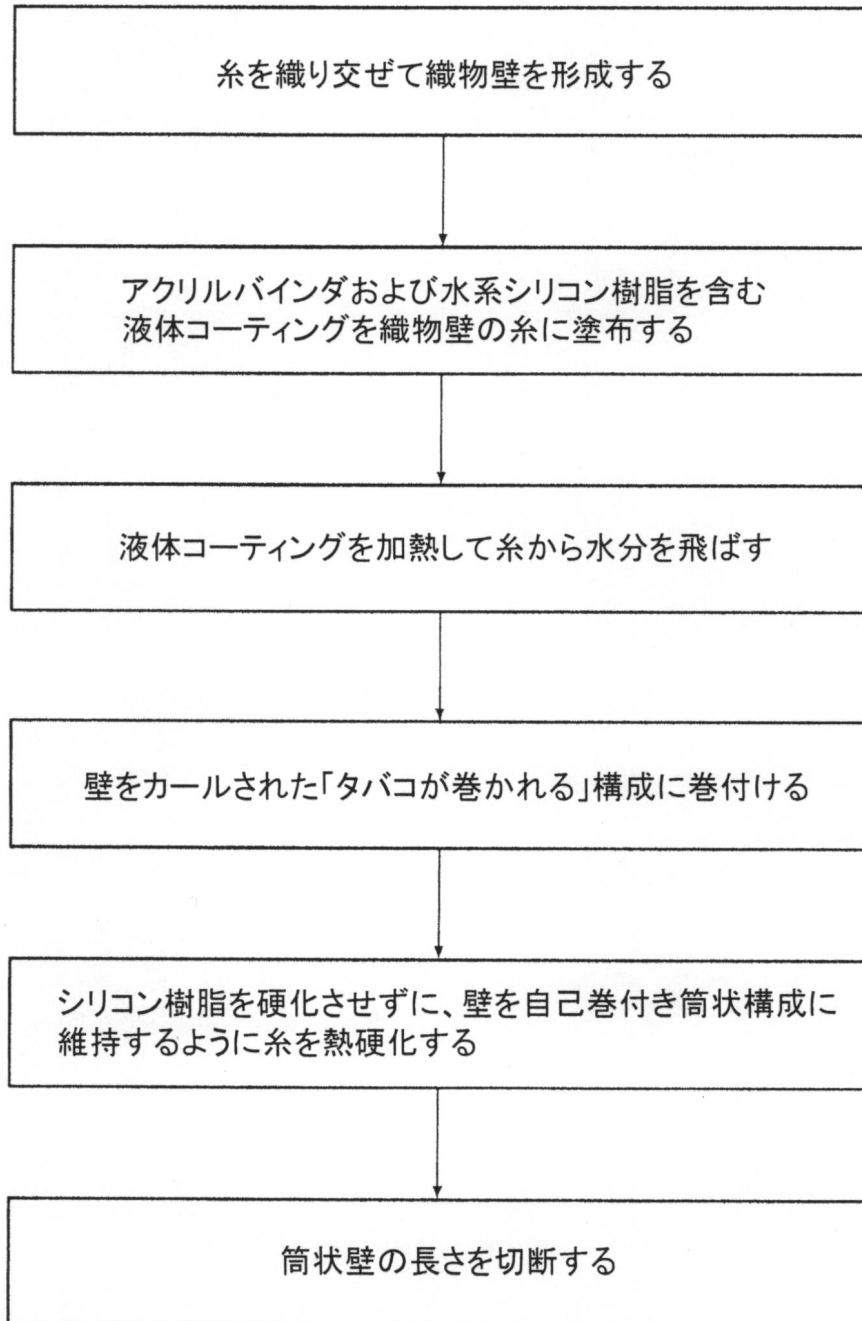 糸を織り交ぜて織物壁を形成する
アクリルバインダおよび水系シリコン樹脂を含む
液体コーティングを織物壁の糸に塗布する
液体コーティングを加熱して糸から水分を飛ばす
壁をカールされた「タバコが巻かれる」構成に巻付ける
シリコン樹脂を硬化させずに、壁を自己巻付き筒状構成に
維持するように糸を熱硬化する
筒状壁の長さを切断する